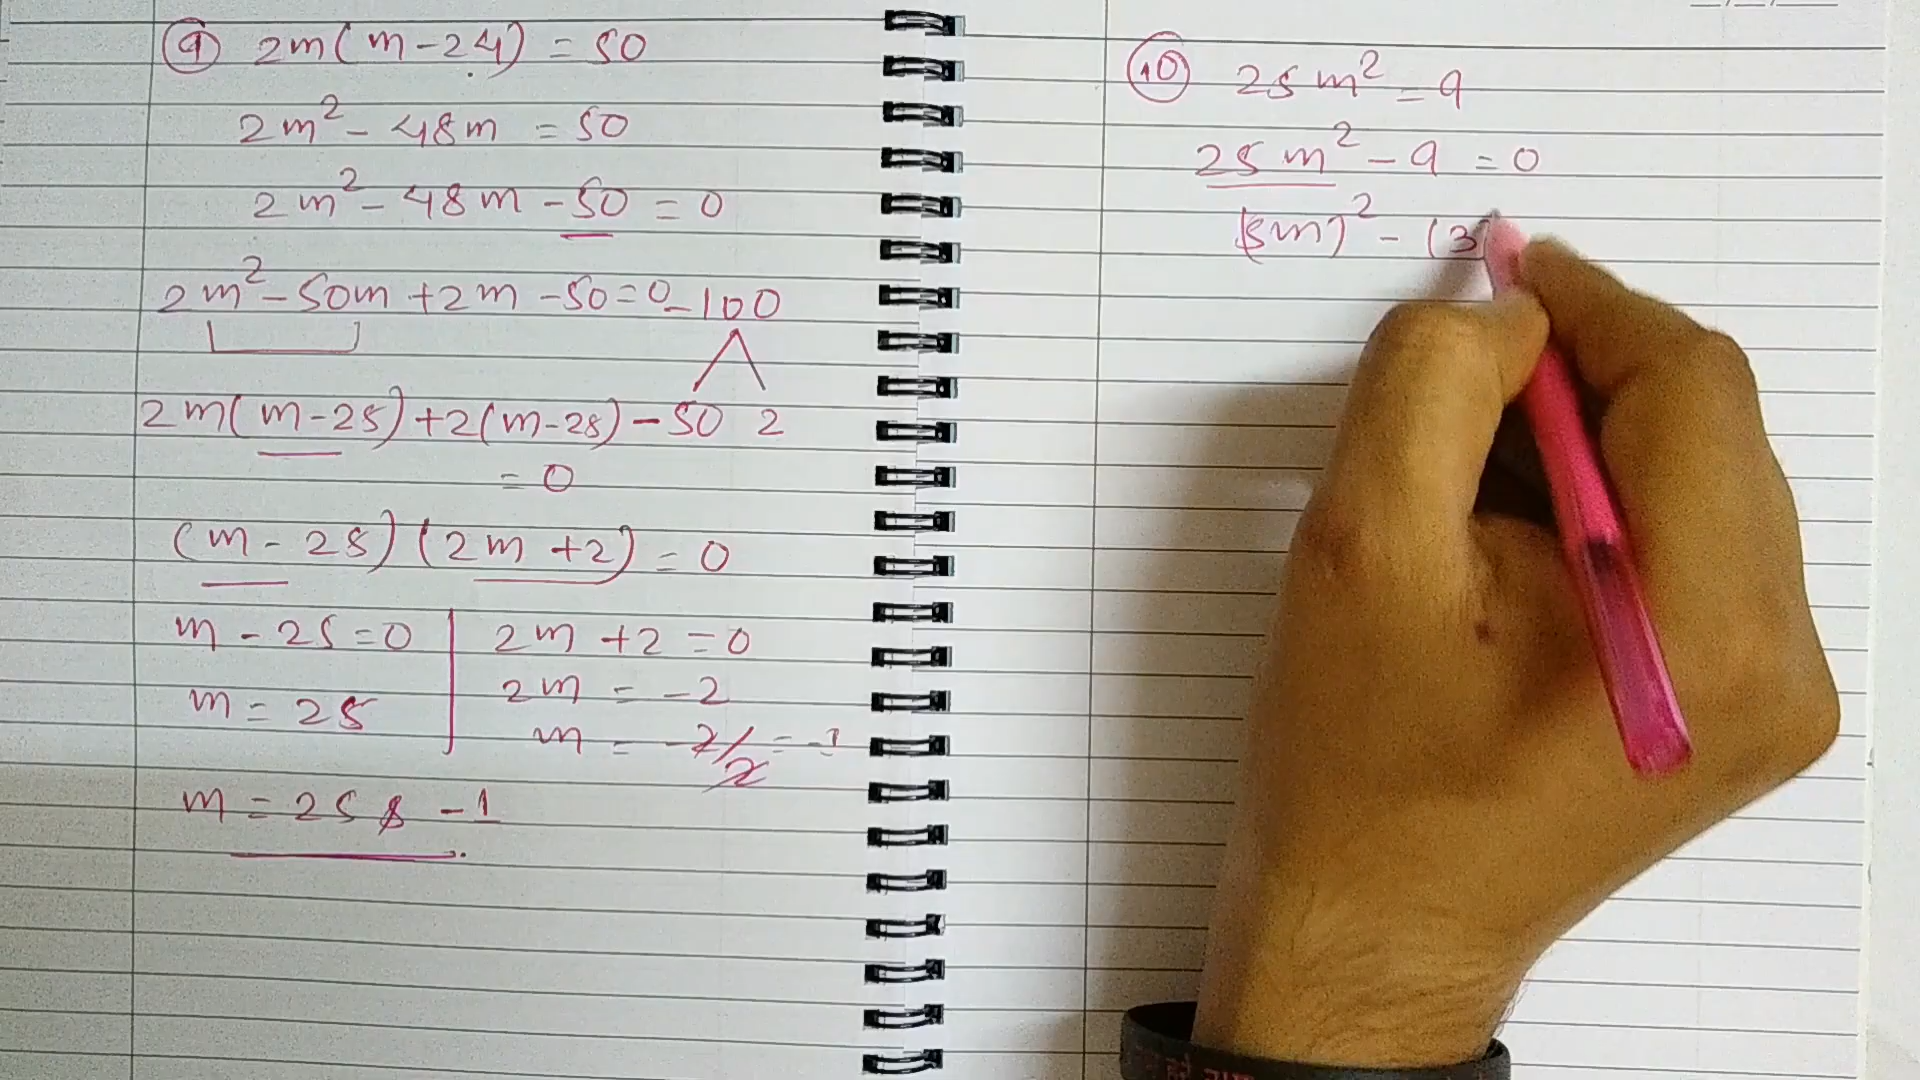 9 2m(m-24) = 50
2m² - 48m = 50
2m² - 48m - 50 = 0
2m² - 50m + 2m - 50 = 0
-100
2m(m-25) + 2(m-25)
= 0
-50 2
(m - 25) (2m + 2) = 0
m - 25 = 0
m = 25
2m + 2 = 0
2m = -2
m = -2/2 = -1
m = 25 & -1
10 25m² = 9
25m² - 9 = 0
(5m)² - (3)